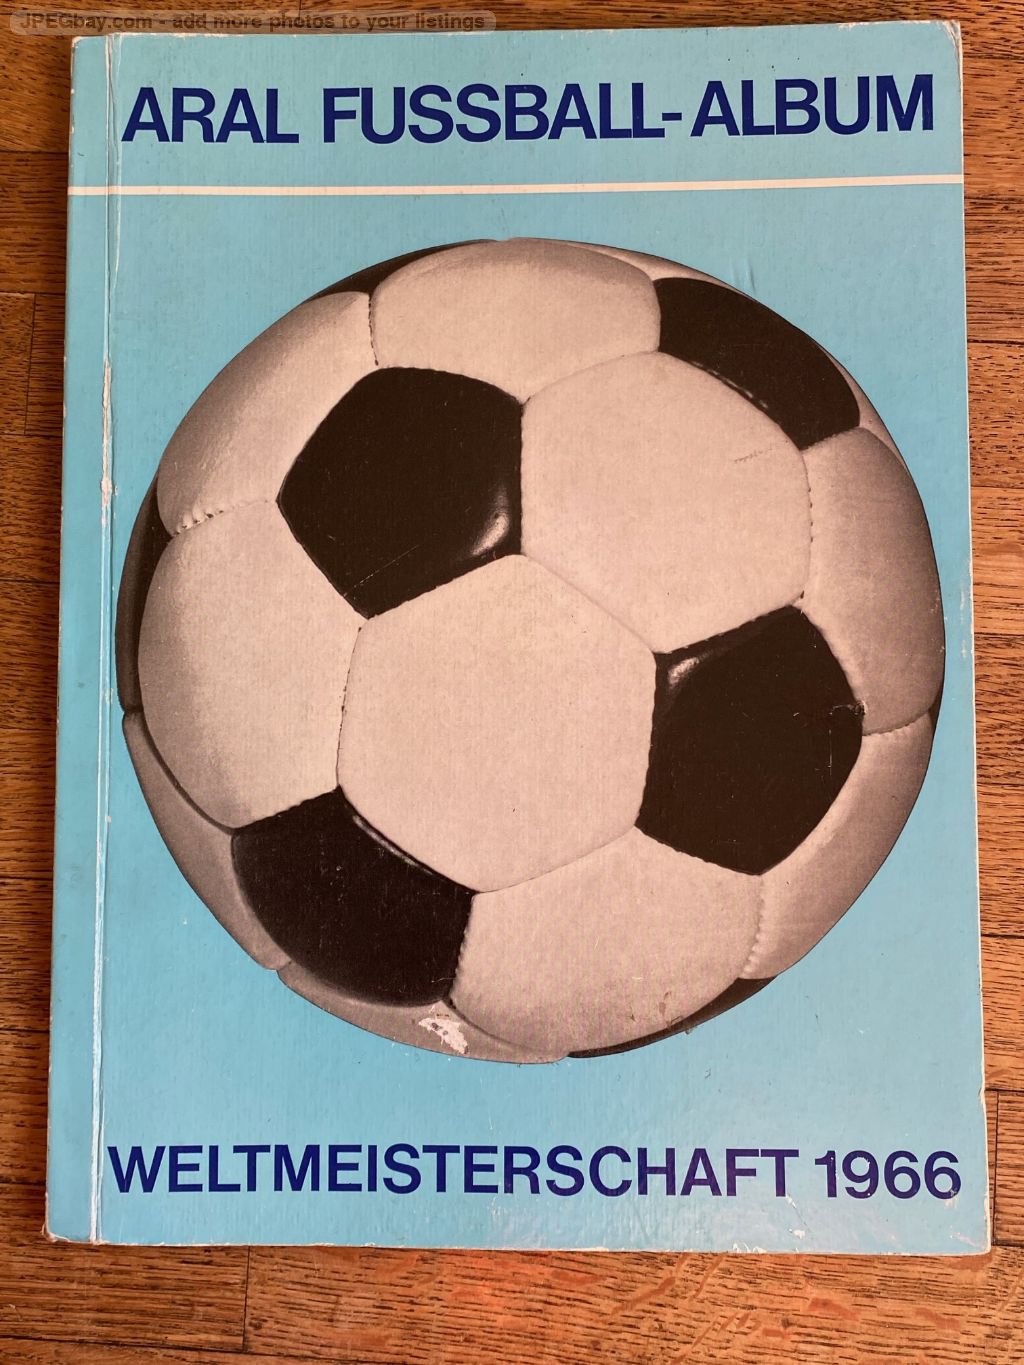 JPEGbay.com - add more photos to your listings
ARAL FUSSBALL-ALBUM
WELTMEISTERSCHAFT 1966